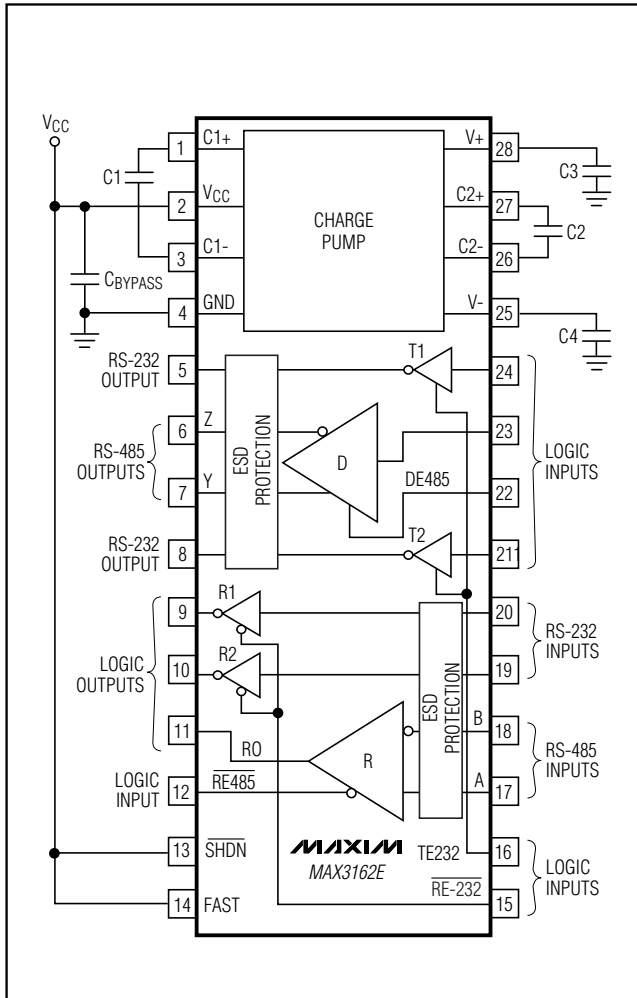 VCC
1
C1+
V+
28
C1
C3
2
VCC
C2+
27
CHARGE
PUMP
C2
3
C1-
C2-
26
CBYPASS
4
GND
V-
25
C4
RS-232
OUTPUT
5
T1
24
6
Z
23
RS-485
OUTPUTS
ESD
PROTECTION
D
LOGIC
INPUTS
7
Y
DE485
22
RS-232
OUTPUT
8
T2
211
9
R1
20
RS-232
INPUTS
LOGIC
OUTPUTS
10
R2
19
ESD
PROTECTION
B
18
RS-485
INPUTS
11
RO
R
A
17
LOGIC
INPUT
12
RE485
13
SHDN
MAXIM
MAX3162E
TE232
16
LOGIC
INPUTS
14
FAST
RE-232
15